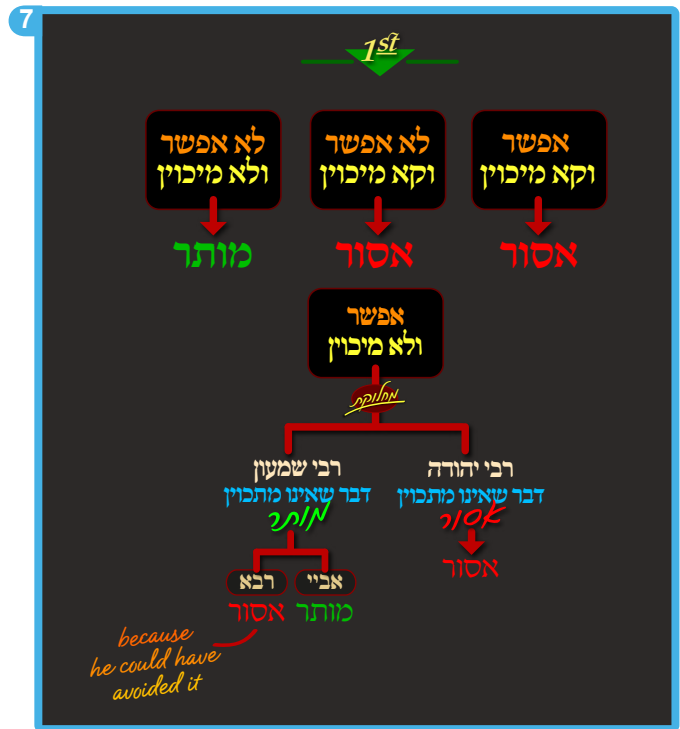 7
1st
אפשר
וקא מיכוין
אסור
לא אפשר
וקא מיכוין
אסור
לא אפשר
ולא מיכוין
מותר
אפשר
ולא מיכוין
מחלוקת
רבי יהודה
דבר שאינו מתכוין
אסור
אסור
רבי שמעון
דבר שאינו מתכוין
מותר
אביי
מותר
רבא
אסור
because
he could have
avoided it